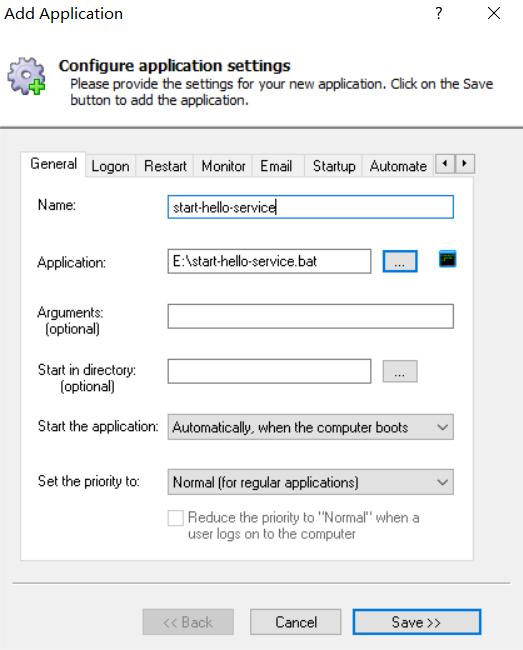 Add Application
?
Configure application settings
Please provide the settings for your new application. Click on the Save
button to add the application.
General Logon Restart Monitor Email Startup Automate
Name: start-hello-service
Application: E:\start-hello-service.bat ...
Arguments:
(optional)
Start in directory: ...
(optional)
Start the application: Automatically, when the computer boots
Set the priority to: Normal (for regular applications)
Reduce the priority to "Normal" when a
user logs on to the computer
<< Back Cancel Save >>